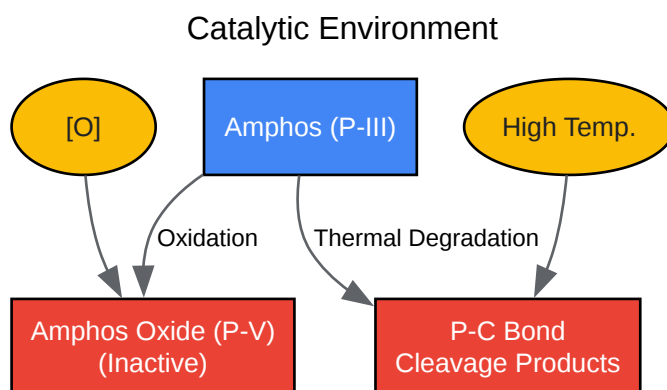 Catalytic Environment
[O]
Amphos (P-III)
High Temp.
Oxidation
Thermal Degradation
Amphos Oxide (P-V)
(Inactive)
P-C Bond
Cleavage Products